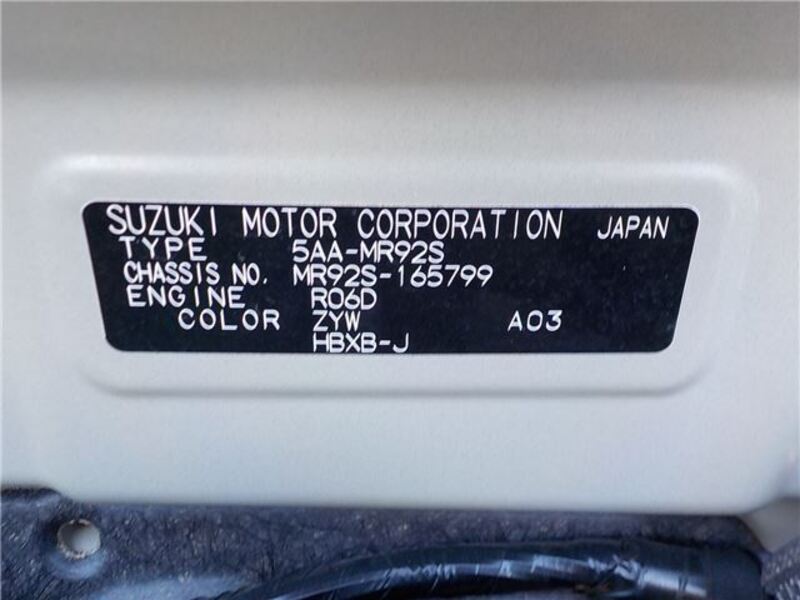 SUZUKI MOTOR CORPORATION JAPAN
TYPE 5AA-MR92S
CHASSIS NO. MR92S-165799
ENGINE R06D
COLOR ZYW A03
HBXB-J